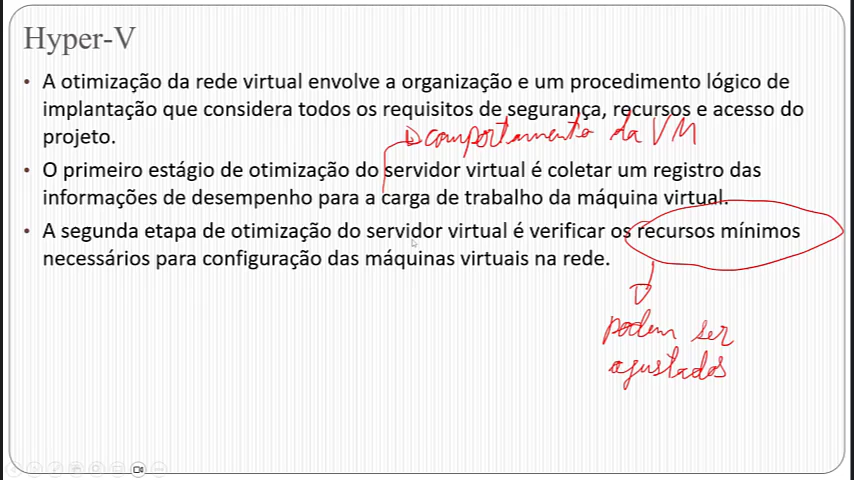 Hyper-V
• A otimização da rede virtual envolve a organização e um procedimento lógico de
implantação que considera todos os requisitos de segurança, recursos e acesso do
projeto.
comportamento da VM
• O primeiro estágio de otimização do servidor virtual é coletar um registro das
informações de desempenho para a carga de trabalho da máquina virtual.
• A segunda etapa de otimização do servidor virtual é verificar os recursos mínimos
necessários para configuração das máquinas virtuais na rede.
podem ser
ajustados